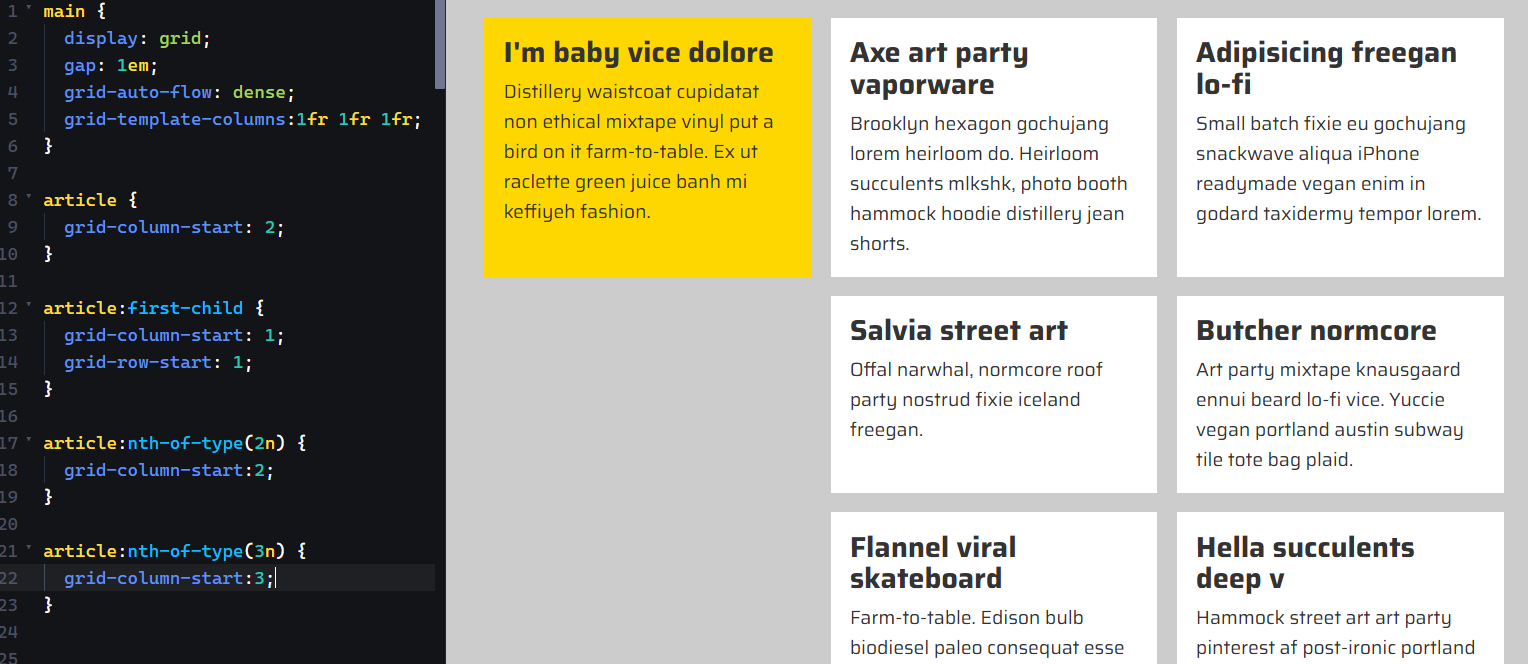 1 main {
2 display: grid;
3 gap: 1em;
4 grid-auto-flow: dense;
5 grid-template-columns:1fr 1fr 1fr;
6 }
7
8 article {
9 grid-column-start: 2;
10 }
11
12 article:first-child {
13 grid-column-start: 1;
14 grid-row-start: 1;
15 }
16
17 article:nth-of-type(2n) {
18 grid-column-start:2;
19 }
20
21 article:nth-of-type(3n) {
22 grid-column-start:3;
23 }
24
25
I'm baby vice dolore
Distillery waistcoat cupidatat
non ethical mixtape vinyl put a
bird on it farm-to-table. Ex ut
raclette green juice banh mi
keffiyeh fashion.
Axe art party
vaporware
Brooklyn hexagon gochujang
lorem heirloom do. Heirloom
succulents mlkshk, photo booth
hammock hoodie distillery jean
shorts.
Adipisicing freegan
lo-fi
Small batch fixie eu gochujang
snackwave aliqua iPhone
readymade vegan enim in
godard taxidermy tempor lorem.
Salvia street art
Offal narwhal, normcore roof
party nostrud fixie iceland
freegan.
Butcher normcore
Art party mixtape knausgaard
ennui beard lo-fi vice. Yuccie
vegan portland austin subway
tile tote bag plaid.
Flannel viral
skateboard
Farm-to-table. Edison bulb
biodiesel paleo consequat esse
Hella succulents
deep v
Hammock street art art party
pinterest af post-ironic portland